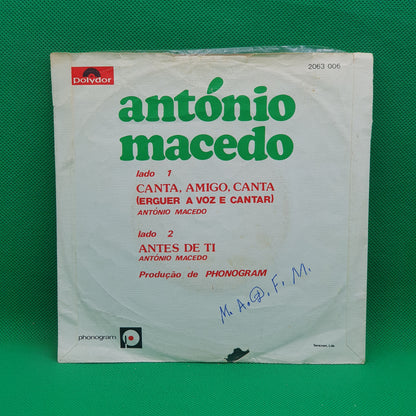 Polydor
2063 006
antónio
macedo
lado 1
CANTA, AMIGO, CANTA
(ERGUER A VOZ E CANTAR)
ANTÓNIO MACEDO
lado 2
ANTES DE TI
ANTÓNIO MACEDO
Produção de PHONOGRAM
phonogram